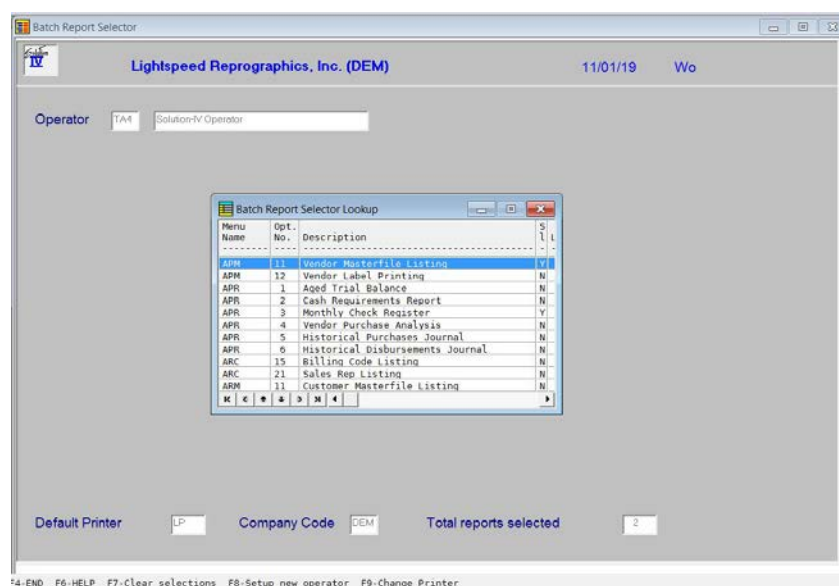 Batch Report Selector
Solution
IV
Lightspeed Reprographics, Inc. (DEM) 11/01/19 Wo
Operator TA4 Solution-IV Operator
Batch Report Selector Lookup
Menu Opt. S
Name No. Description l L
APM 11 Vendor Masterfile Listing Y
APM 12 Vendor Label Printing N
APR 1 Aged Trial Balance N
APR 2 Cash Requirements Report N
APR 3 Monthly Check Register Y
APR 4 Vendor Purchase Analysis N
APR 5 Historical Purchases Journal N
APR 6 Historical Disbursements Journal N
ARC 15 Billing Code Listing N
ARC 21 Sales Rep Listing N
ARM 11 Customer Masterfile Listing N
Default Printer LP Company Code DEM Total reports selected 2
F4-END F6-HELP F7-Clear selections F8-Setup new operator F9-Change Printer